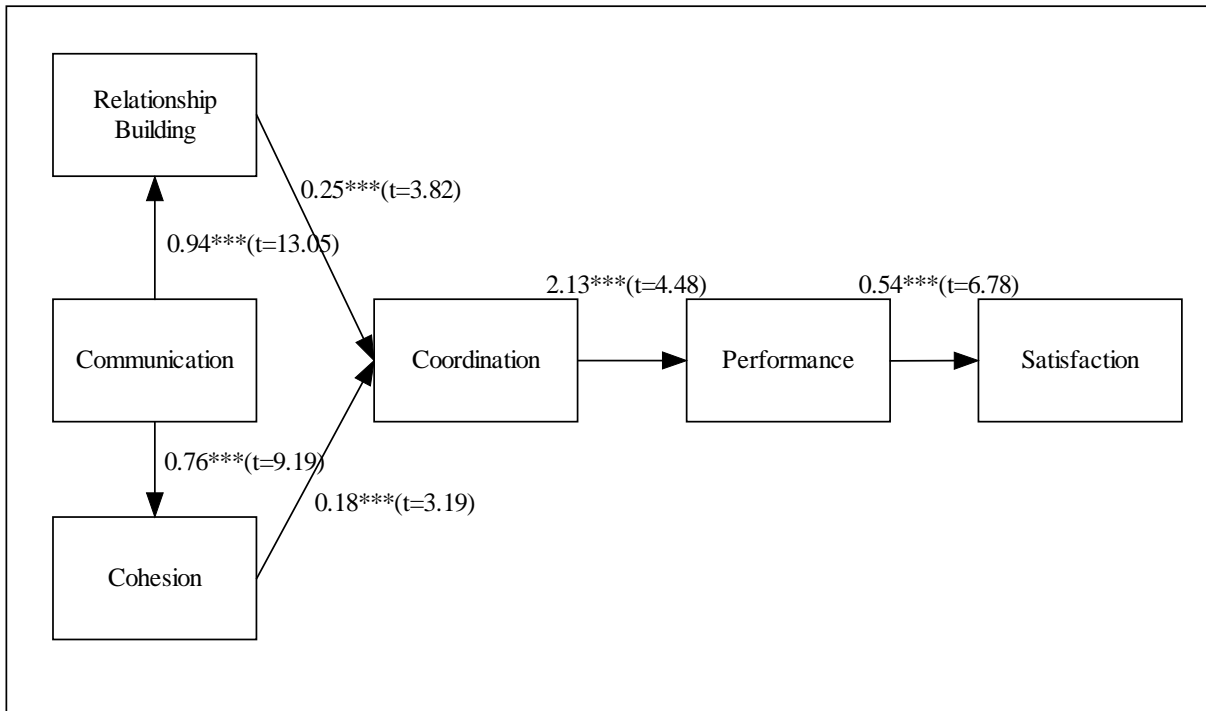 Relationship
Building
0.25***(t=3.82)
0.94***(t=13.05)
2.13***(t=4.48)
0.54***(t=6.78)
Communication
Coordination
Performance
Satisfaction
0.76***(t=9.19)
0.18***(t=3.19)
Cohesion